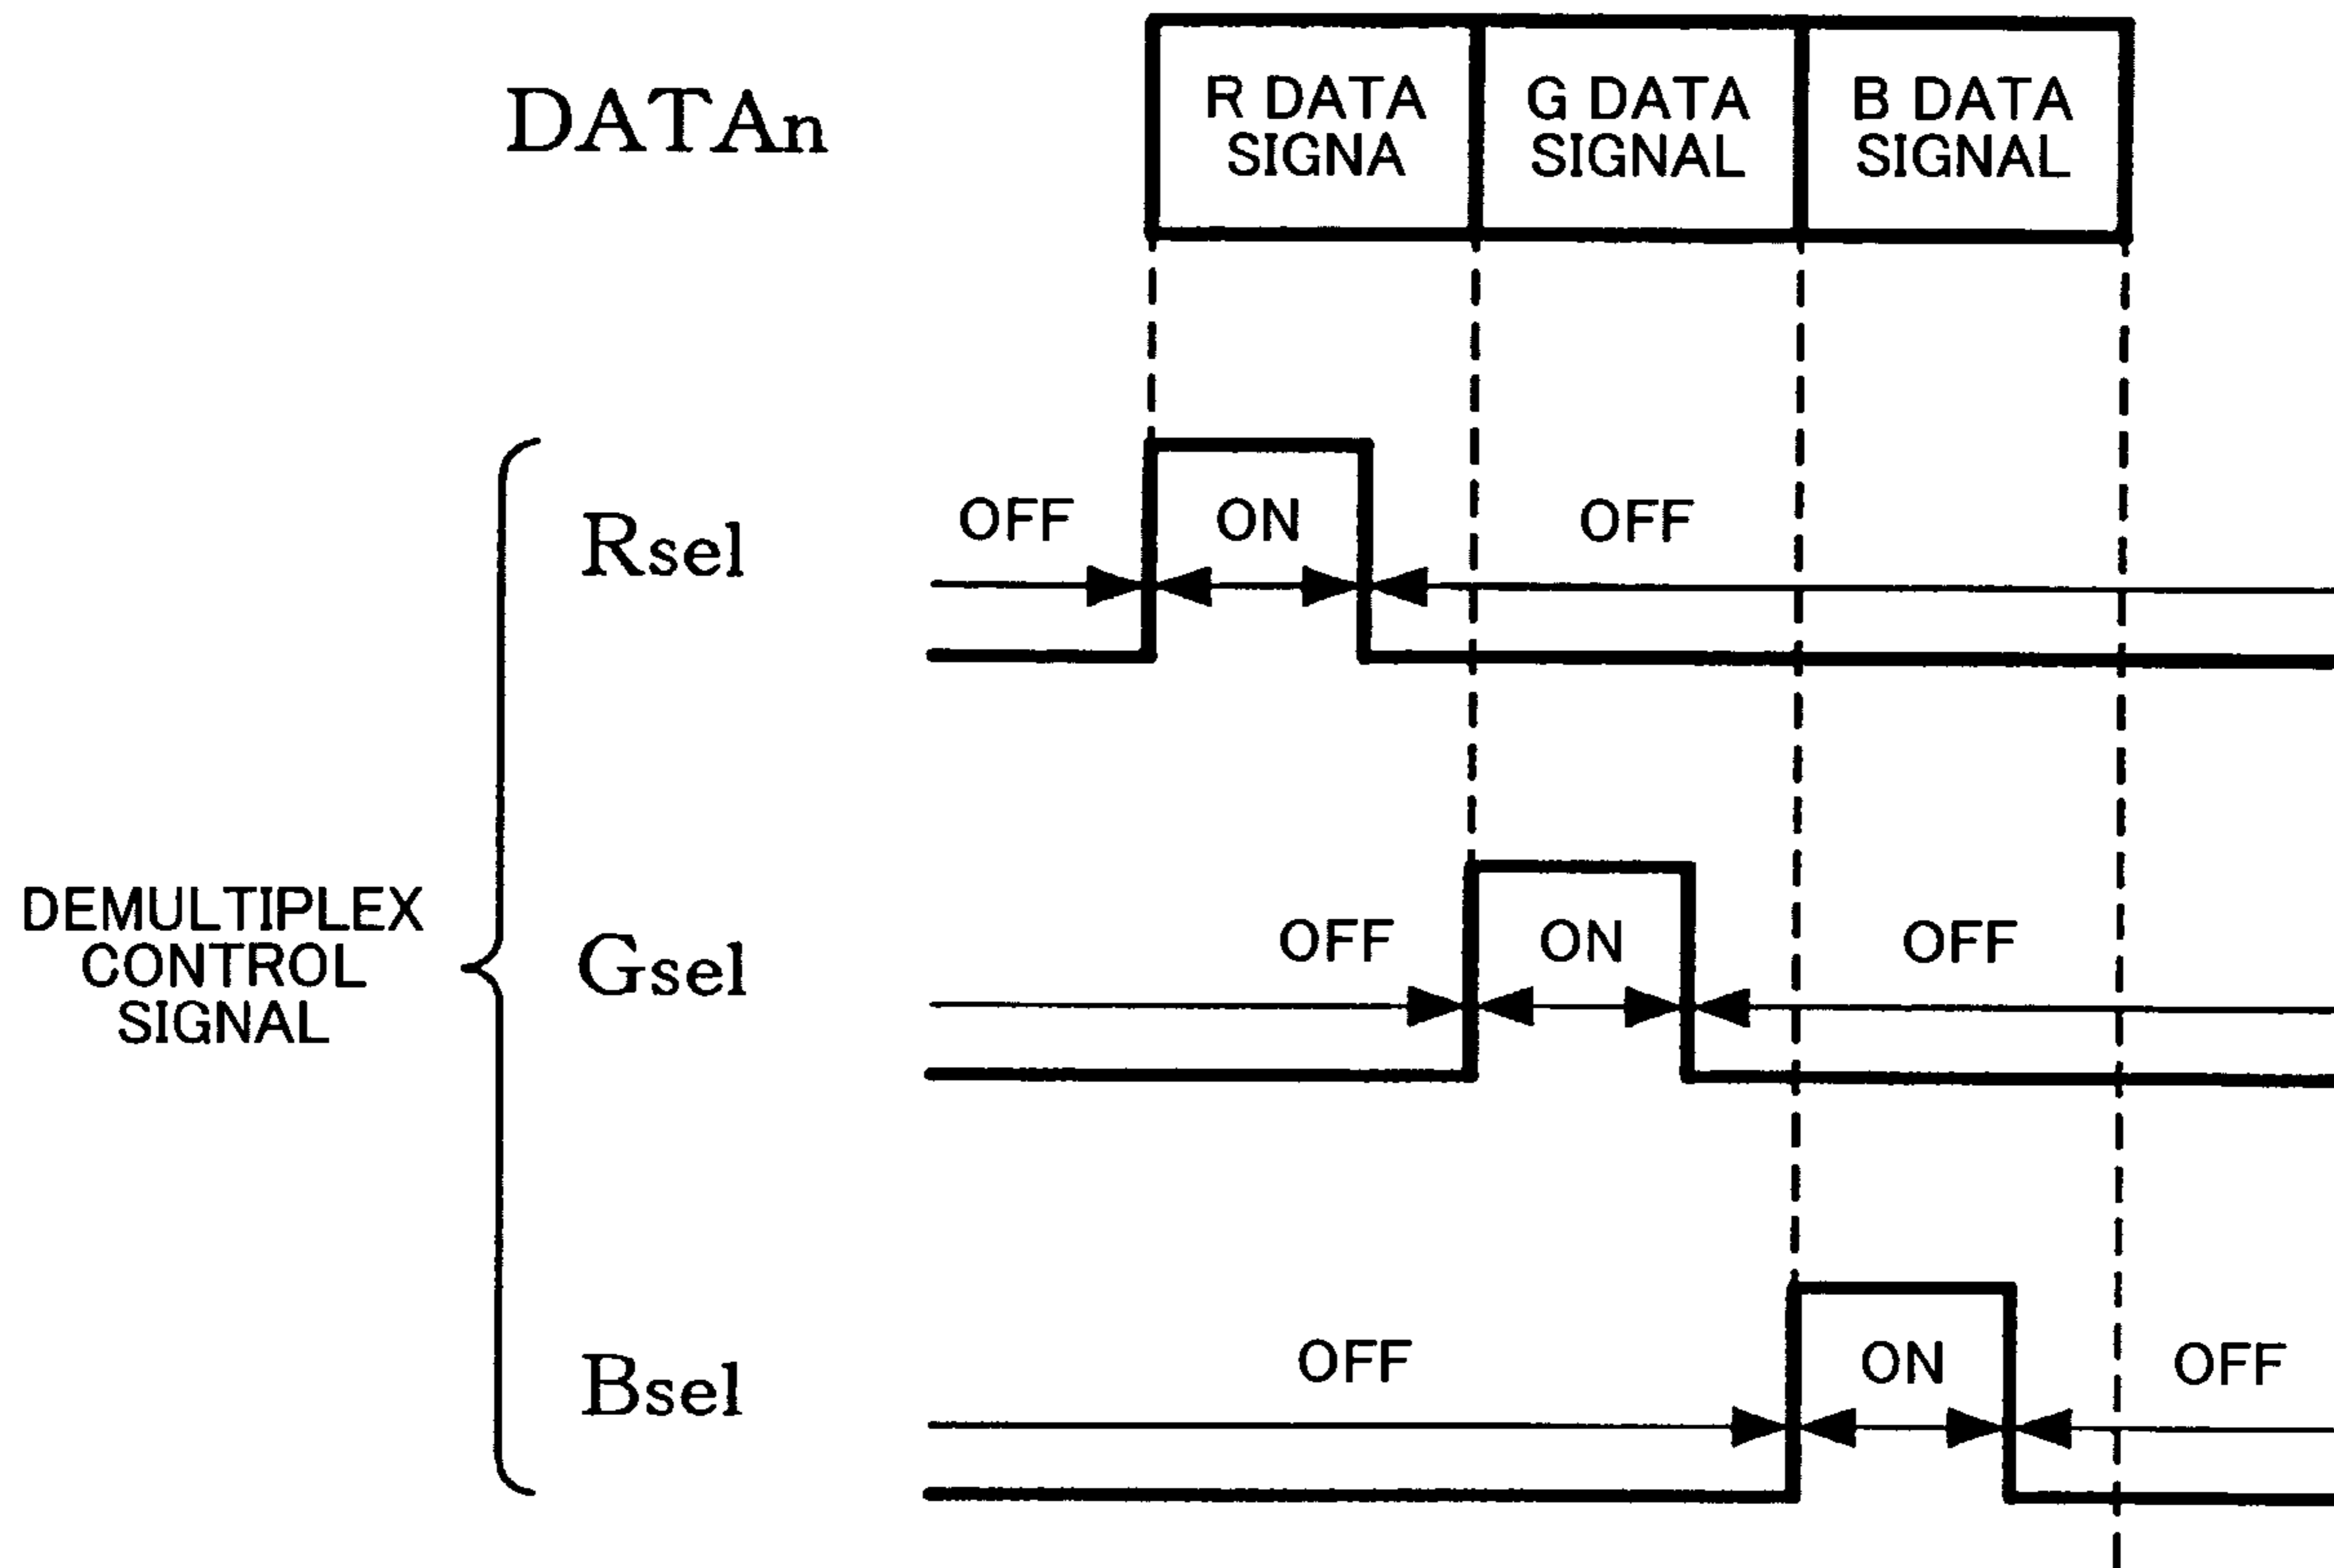 DATAn
R DATA
SIGNA
G DATA
SIGNAL
B DATA
SIGNAL
Rsel
OFF
ON
OFF
DEMULTIPLEX
CONTROL
SIGNAL
Gsel
OFF
ON
OFF
Bsel
OFF
ON
OFF